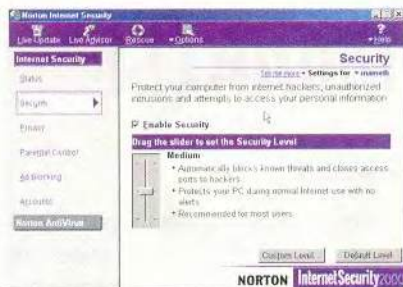 Norton Internet Security
LiveUpdate LiveAdvisor Rescue Options Help
Internet Security
Security
Settings for
Status
Protect your computer from internet hackers, unauthorized
intrusions and attempts to access your personal information
Security
Enable Security
Privacy
Drag the slider to set the Security Level
Parental Control
Medium
• Automatically blocks known threats and closes access
ports to hackers.
Ad Blocking
• Protects your PC during normal Internet use with no
alerts
Accounts
• Recommended for most users.
Norton AntiVirus
Custom Level Default Level
NORTON Internet Security 2000